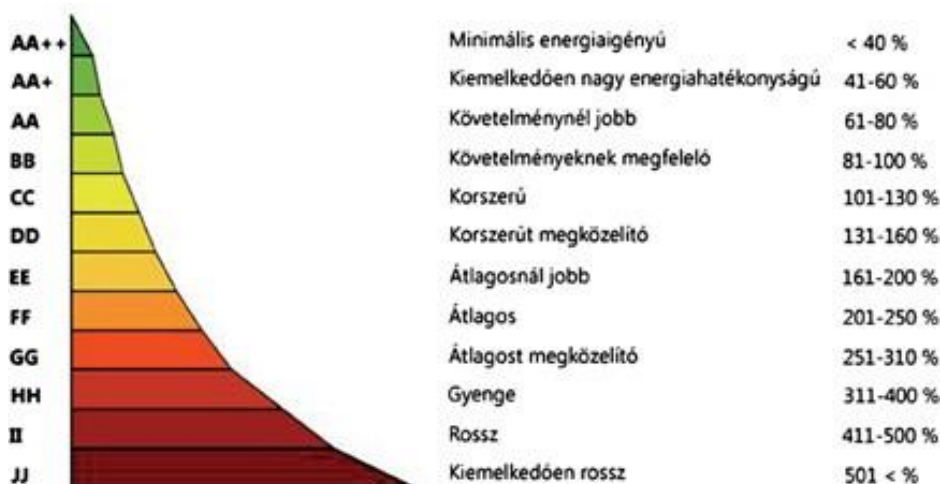 AA++ Minimális energiaigényű < 40 %
AA+ Kiemelkedően nagy energiahatékonyságú 41-60 %
AA Követelménynél jobb 61-80 %
BB Követelményeknek megfelelő 81-100 %
CC Korszerű 101-130 %
DD Korszerűt megközelítő 131-160 %
EE Átlagosnál jobb 161-200 %
FF Átlagos 201-250 %
GG Átlagost megközelítő 251-310 %
HH Gyenge 311-400 %
II Rossz 411-500 %
JJ Kiemelkedően rossz 501 < %